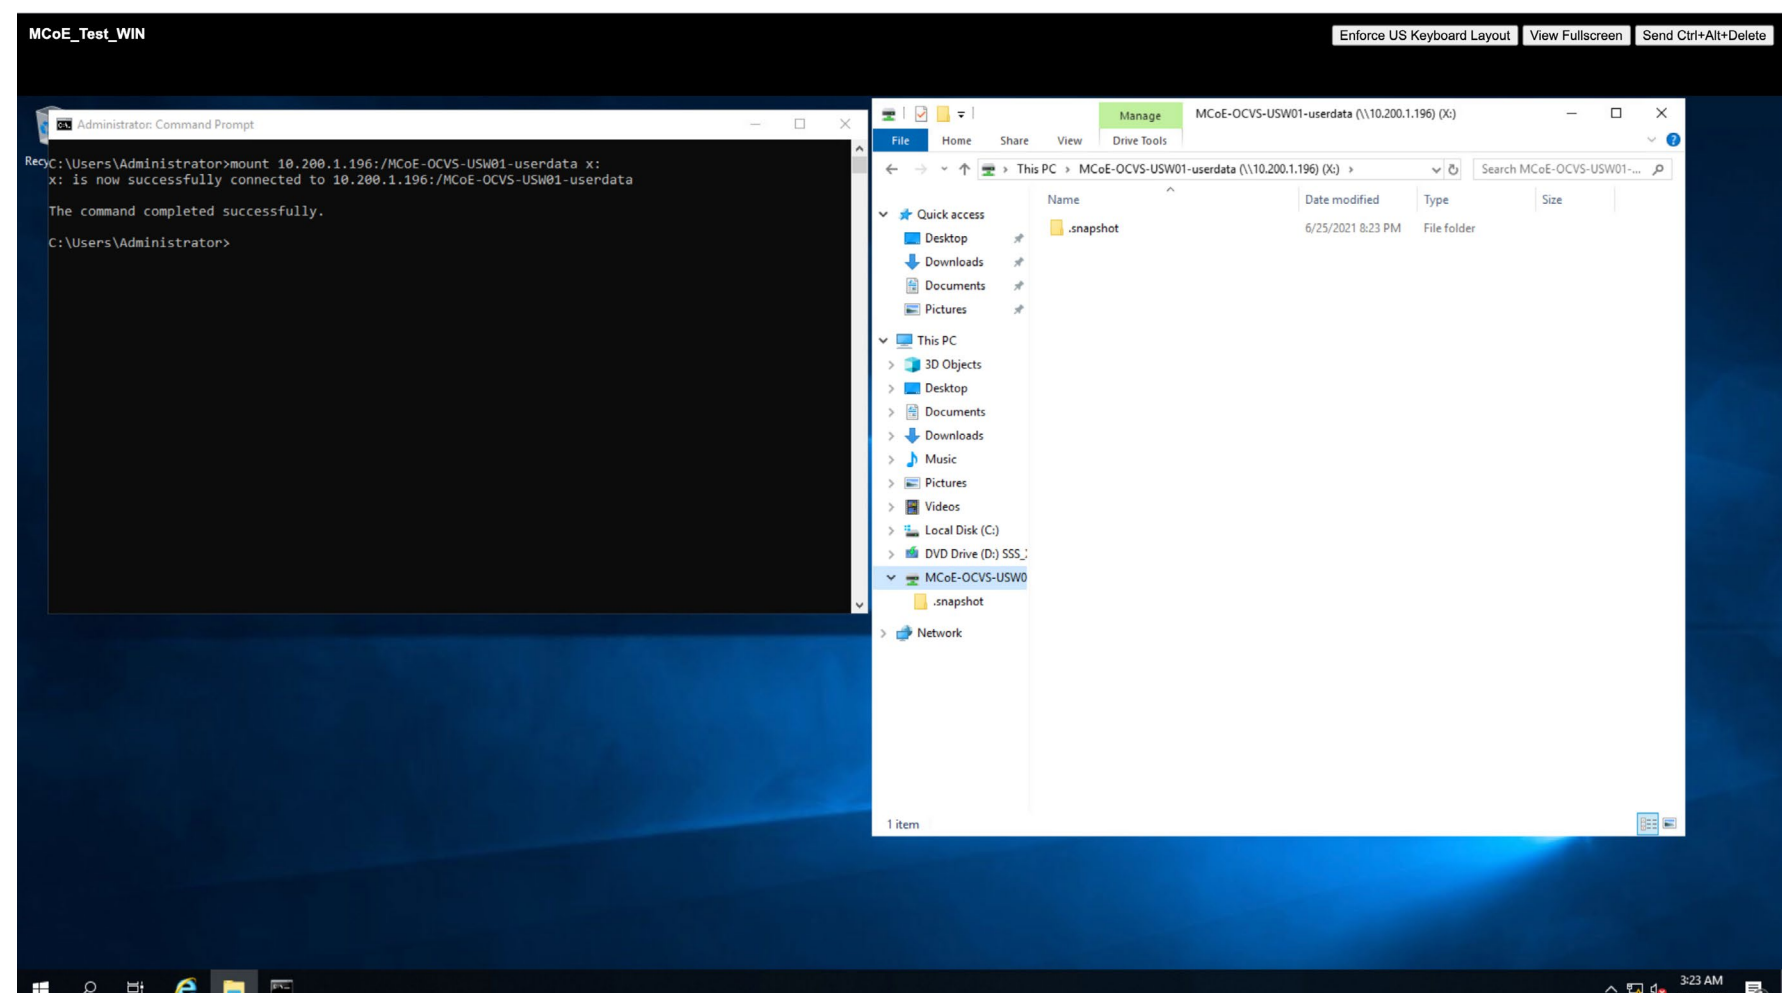 MCoE_Test_WIN
Enforce US Keyboard Layout View Fullscreen Send Ctrl+Alt+Delete
Administrator: Command Prompt
C:\Users\Administrator>mount 10.200.1.196:/MCoE-OCVS-USW01-userdata x:
x: is now successfully connected to 10.200.1.196:/MCoE-OCVS-USW01-userdata
The command completed successfully.
C:\Users\Administrator>
Manage MCoE-OCVS-USW01-userdata (\\10.200.1.196) (X:)
File Home Share View Drive Tools
This PC > MCoE-OCVS-USW01-userdata (\\10.200.1.196) (X:) >
Search MCoE-OCVS-USW01-...
Name Date modified Type Size
.snapshot 6/25/2021 8:23 PM File folder
Quick access
Desktop
Downloads
Documents
Pictures
This PC
3D Objects
Desktop
Documents
Downloads
Music
Pictures
Videos
Local Disk (C:)
DVD Drive (D:) SSS_
MCoE-OCVS-USW0
.snapshot
Network
1 item
3:23 AM